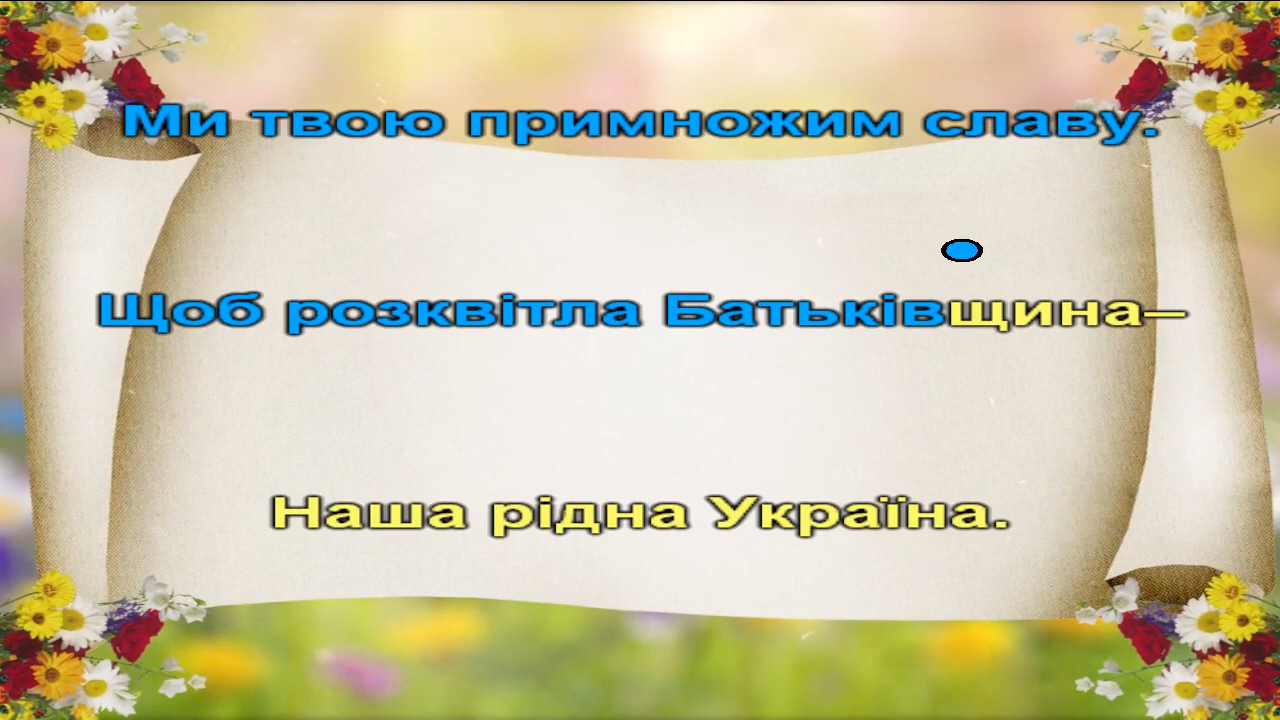 Ми твою примножим славу.
Щоб розквітла Батьківщина–
Наша рідна Україна.